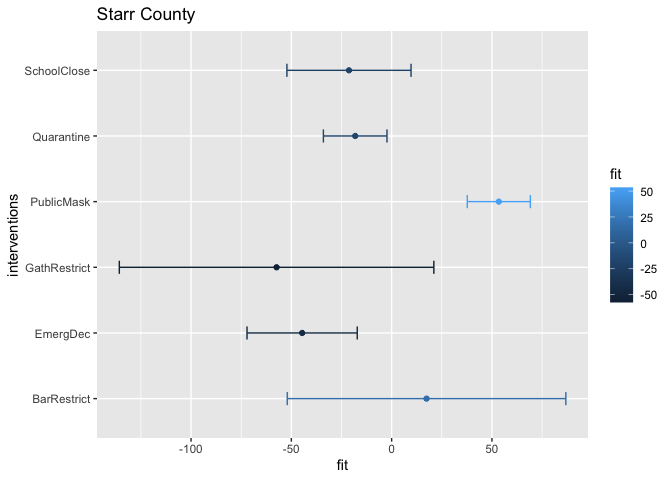 Starr County
SchoolClose
Quarantine
PublicMask
GathRestrict
EmergDec
BarRestrict
interventions
-100
-50
0
50
fit
fit
50
25
0
-25
-50